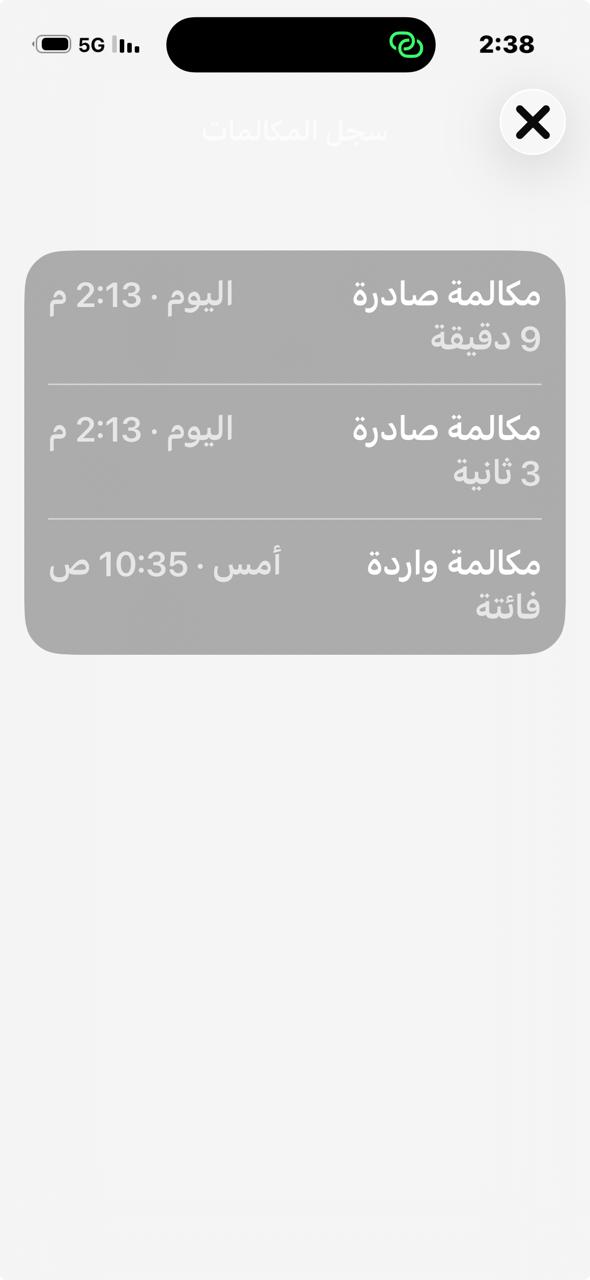 2:38
5G
سجل المكالمات
مكالمة صادرة
اليوم · 2:13 م
9 دقيقة
مكالمة صادرة
اليوم · 2:13 م
3 ثانية
مكالمة واردة
أمس · 10:35 ص
فائتة